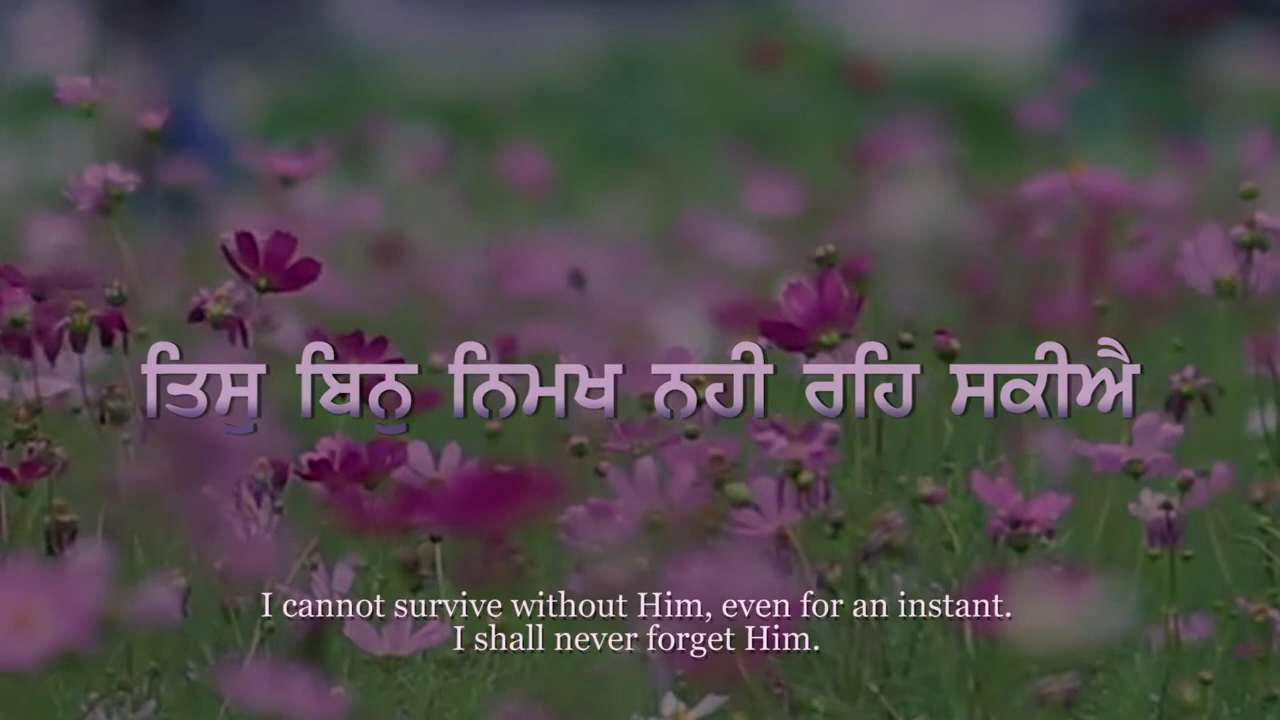 ਤਿਸੁ ਬਿਨੁ ਨਿਮਖ ਨਹੀ ਰਹਿ ਸਕੀਐ
I cannot survive without Him, even for an instant.
I shall never forget Him.